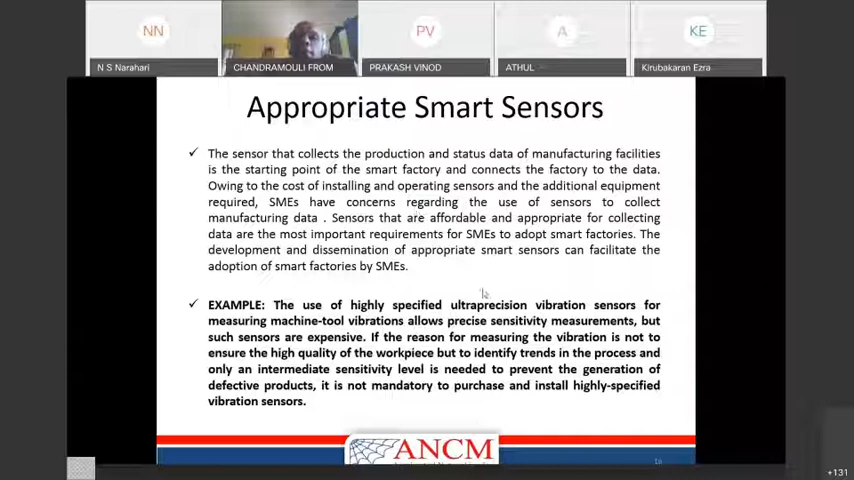 NN
PV
A
KE
N S Narahari
CHANDRAMOULI FROM
PRAKASH VINOD
ATHUL
Kirubakaran Ezra
Appropriate Smart Sensors
✓ The sensor that collects the production and status data of manufacturing facilities
is the starting point of the smart factory and connects the factory to the data.
Owing to the cost of installing and operating sensors and the additional equipment
required, SMEs have concerns regarding the use of sensors to collect
manufacturing data . Sensors that are affordable and appropriate for collecting
data are the most important requirements for SMEs to adopt smart factories. The
development and dissemination of appropriate smart sensors can facilitate the
adoption of smart factories by SMEs.
✓ EXAMPLE: The use of highly specified ultraprecision vibration sensors for
measuring machine-tool vibrations allows precise sensitivity measurements, but
such sensors are expensive. If the reason for measuring the vibration is not to
ensure the high quality of the workpiece but to identify trends in the process and
only an intermediate sensitivity level is needed to prevent the generation of
defective products, it is not mandatory to purchase and install highly-specified
vibration sensors.
ANCM
+131